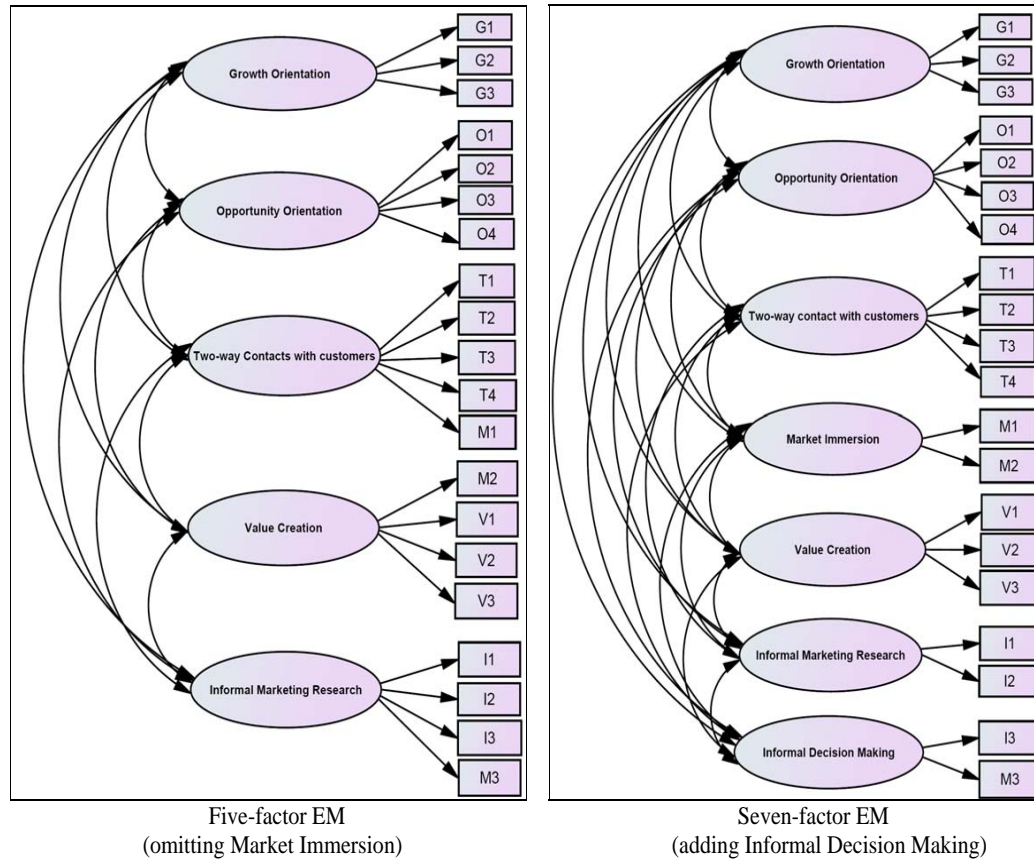 Growth Orientation
G1
G2
G3
Opportunity Orientation
O1
O2
O3
O4
Two-way Contacts with customers
T1
T2
T3
T4
M1
Value Creation
M2
V1
V2
V3
Informal Marketing Research
I1
I2
I3
M3
Five-factor EM
(omitting Market Immersion)
Growth Orientation
G1
G2
G3
Opportunity Orientation
O1
O2
O3
O4
Two-way contact with customers
T1
T2
T3
T4
Market Immersion
M1
M2
Value Creation
V1
V2
V3
Informal Marketing Research
I1
I2
Informal Decision Making
I3
M3
Seven-factor EM
(adding Informal Decision Making)